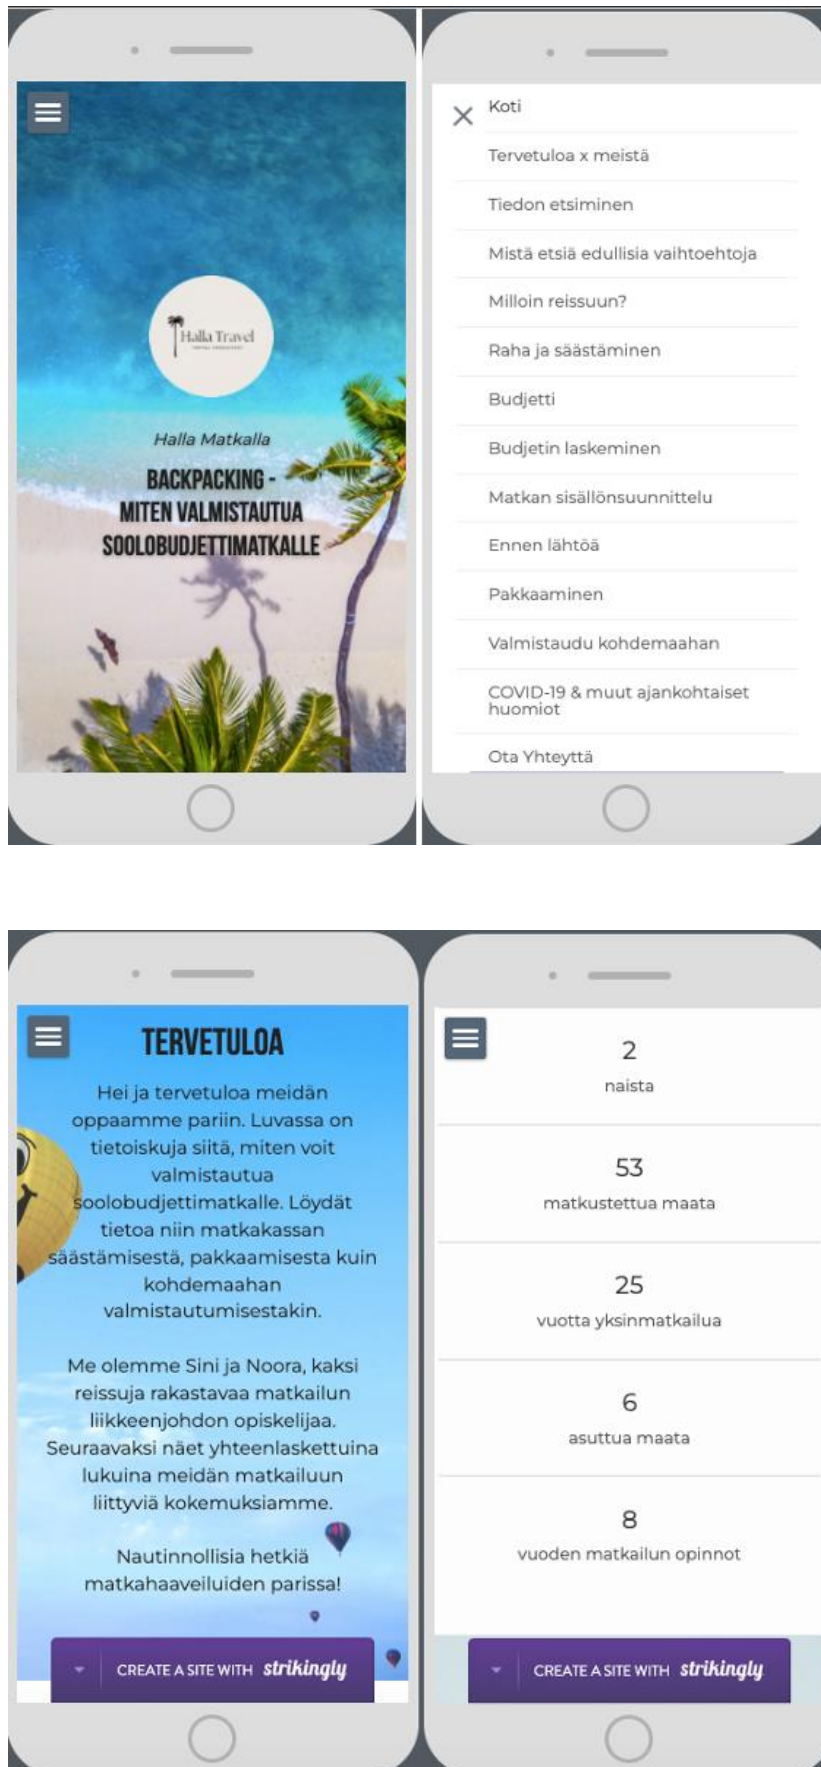 Halla Travel
Halla Matkalla
BACKPACKING -
MITEN VALMISTAUTUA
SOOLOBUDJETTIMATKALLE
Koti
Tervetuloa x meistä
Tiedon etsiminen
Mistä etsiä edullisia vaihtoehtoja
Milloin reissuun?
Raha ja säästäminen
Budjetti
Budjetin laskeminen
Matkan sisällönsuunnittelu
Ennen lähtöä
Pakkaaminen
Valmistaudu kohdemaahan
COVID-19 & muut ajankohtaiset
huomiot
Ota Yhteyttä
TERVETULOA
Hei ja tervetuloa meidän
oppaamme pariin. Luvassa on
tietoiskuja siitä, miten voit
valmistautua
soolobudjettimatkalle. Löydät
tietoa niin matkakassan
säästämisestä, pakkaamisesta kuin
kohdemaahan
valmistautumisestakin.
Me olemme Sini ja Noora, kaksi
reissuja rakastavaa matkailun
liikkeenjohdon opiskelijaa.
Seuraavaksi näet yhteenlaskettuina
lukuina meidän matkailuun
liittyviä kokemuksiamme.
Nautinnollisia hetkiä
matkahaaveiluiden parissa!
CREATE A SITE WITH strikingly
2
naista
53
matkustettua maata
25
vuotta yksinmatkailua
6
asuttua maata
8
vuoden matkailun opinnot
CREATE A SITE WITH strikingly